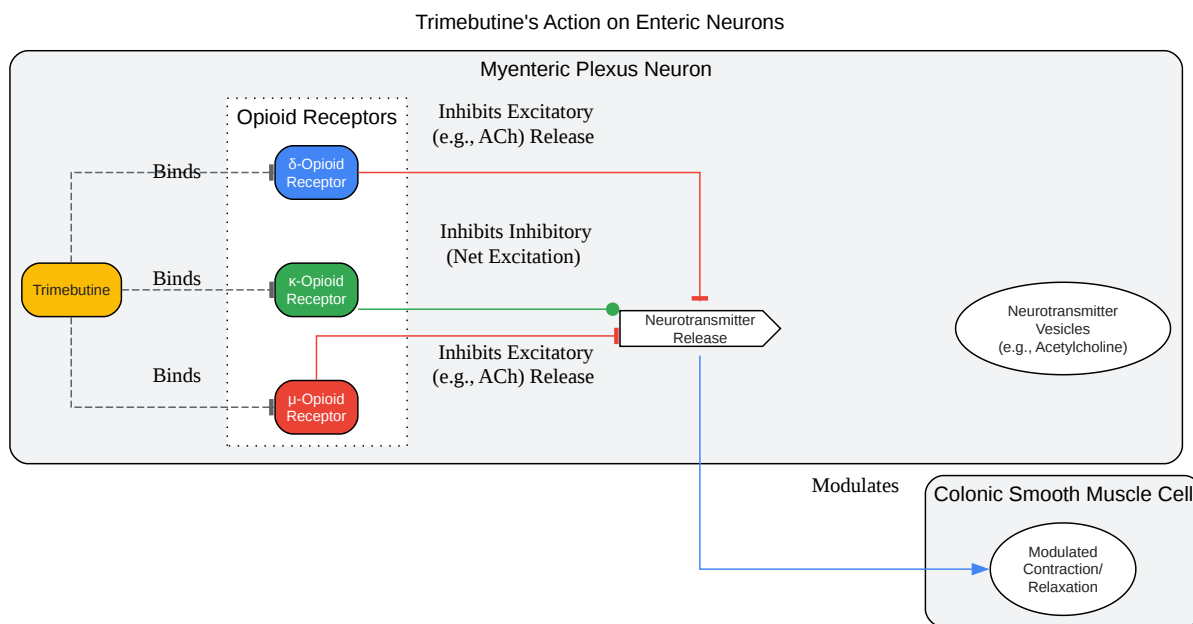 Trimebutine's Action on Enteric Neurons
Myenteric Plexus Neuron
Opioid Receptors
Inhibits Excitatory
(e.g., ACh) Release
Binds
δ-Opioid
Receptor
Inhibits Inhibitory
(Net Excitation)
Trimebutine
Binds
κ-Opioid
Receptor
Neurotransmitter
Release
Neurotransmitter
Vesicles
(e.g., Acetylcholine)
Inhibits Excitatory
(e.g., ACh) Release
Binds
μ-Opioid
Receptor
Modulates
Colonic Smooth Muscle Cell
Modulated
Contraction/
Relaxation